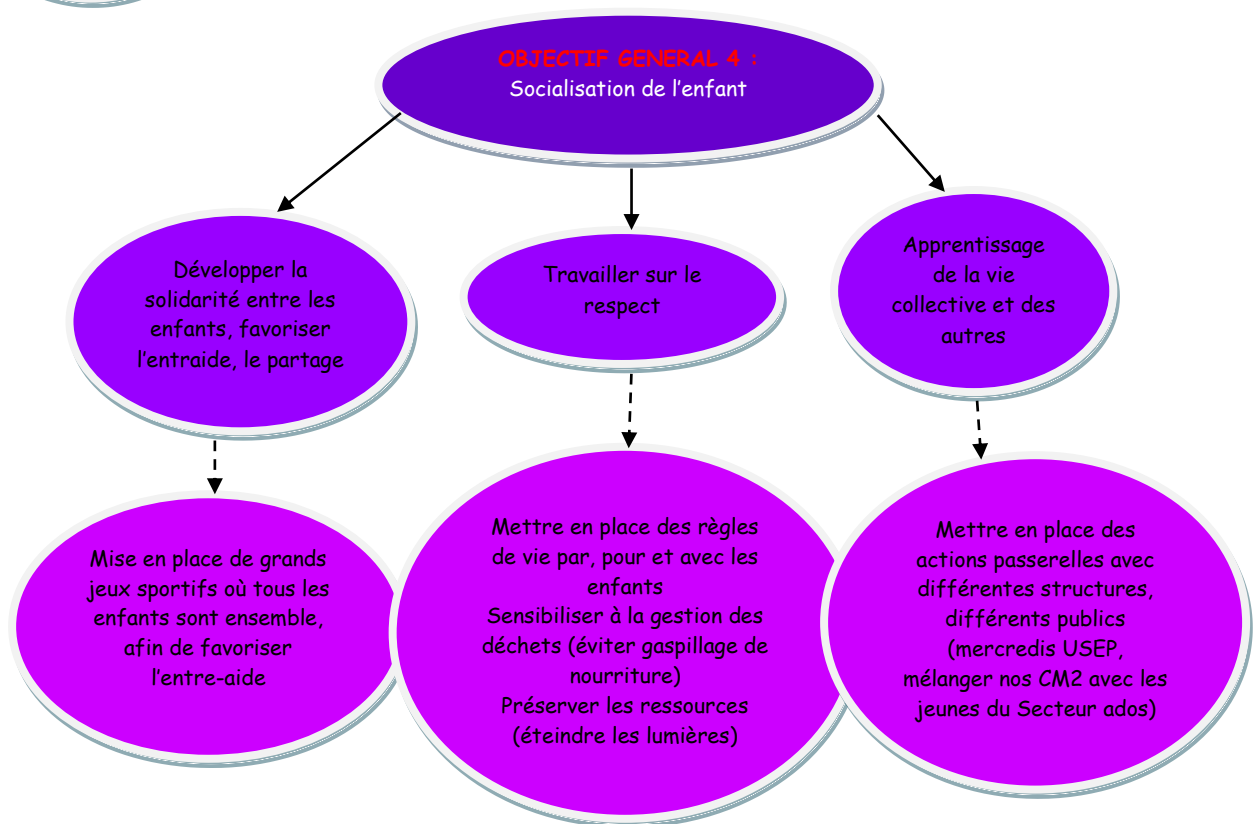 OBJECTIF GENERAL 4 :
Socialisation de l'enfant
Développer la
solidarité entre les
enfants, favoriser
l'entraide, le partage
Travailler sur le
respect
Apprentissage
de la vie
collective et des
autres
Mise en place de grands
jeux sportifs où tous les
enfants sont ensemble,
afin de favoriser
l'entre-aide
Mettre en place des règles
de vie par, pour et avec les
enfants
Sensibiliser à la gestion des
déchets (éviter gaspillage de
nourriture)
Préserver les ressources
(éteindre les lumières)
Mettre en place des
actions passerelles avec
différentes structures,
différents publics
(mercredis USEP,
mélanger nos CM2 avec les
jeunes du Secteur ados)